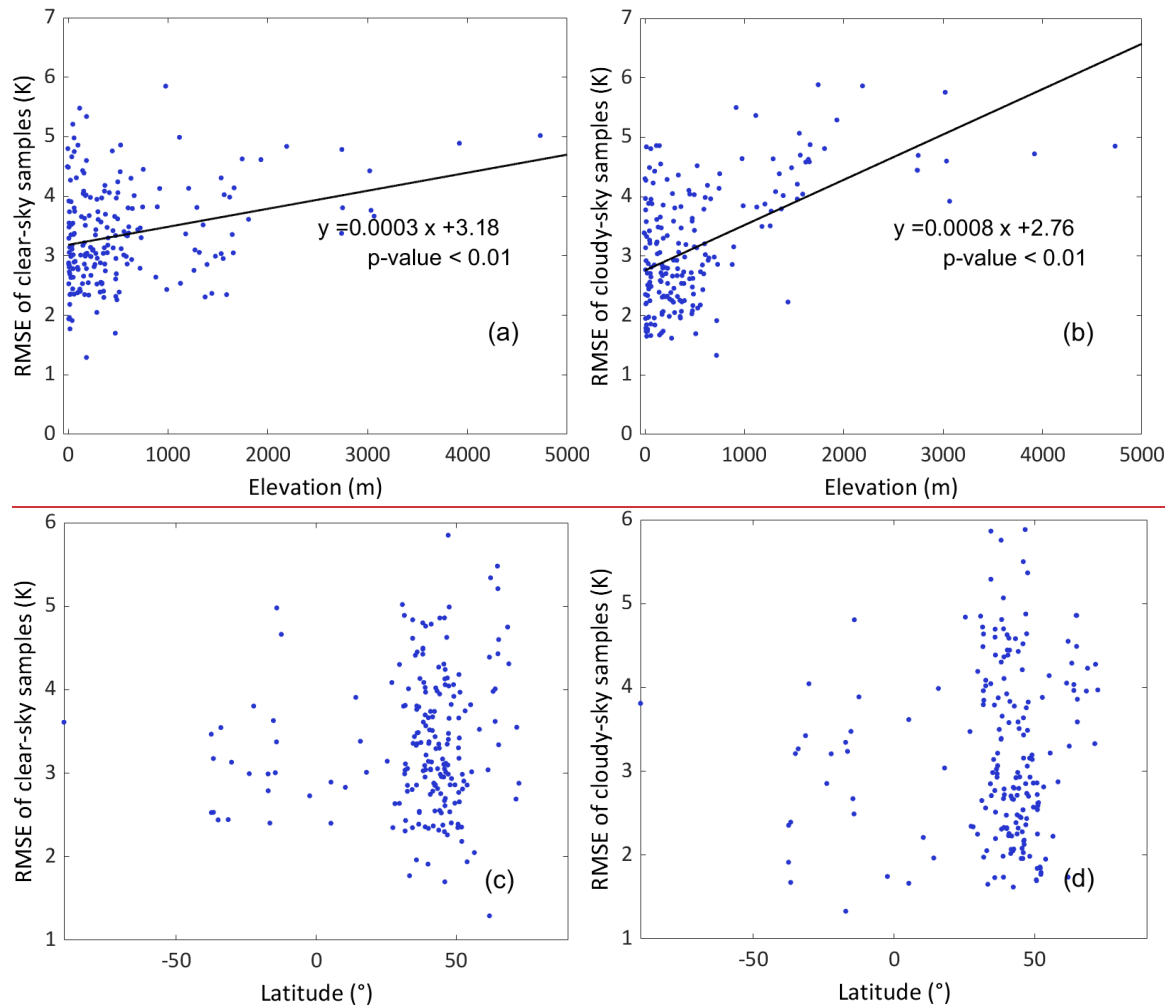 7
6
5
4
3
2
1
0
RMSE of clear-sky samples (K)
y =0.0003 x +3.18
p-value < 0.01
(a)
0 1000 2000 3000 4000 5000
Elevation (m)
7
6
5
4
3
2
1
0
RMSE of cloudy-sky samples (K)
y =0.0008 x +2.76
p-value < 0.01
(b)
0 1000 2000 3000 4000 5000
Elevation (m)
6
5
4
3
2
1
RMSE of clear-sky samples (K)
(c)
-50 0 50
Latitude (°)
6
5
4
3
2
1
RMSE of cloudy-sky samples (K)
(d)
-50 0 50
Latitude (°)